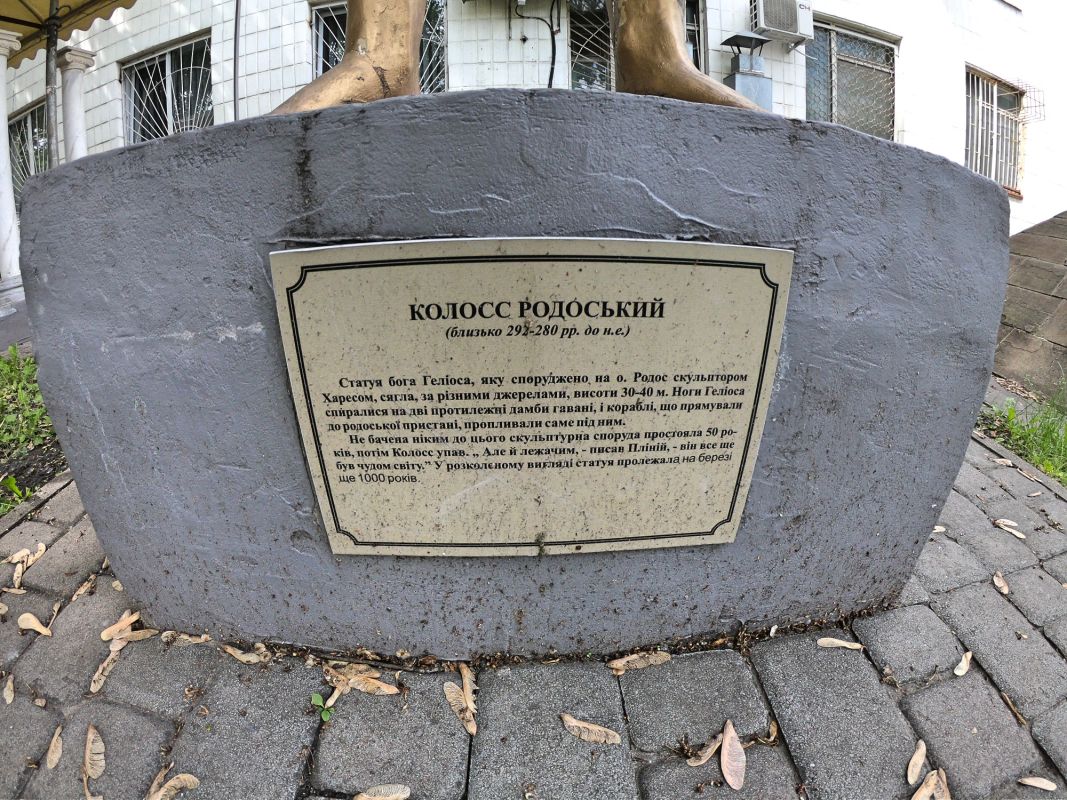 КОЛОСС РОДОСЬКИЙ
(близько 292-280 рр. до н.е.)
Статуя бога Геліоса, яку споруджено на о. Родос скульптором
Харесом, сягла, за різними джерелами, висоти 30-40 м. Ноги Геліоса
спиралися на дві протилежні дамби гавані, і кораблі, що прямували
до родоської пристані, пропливали саме під ним.
Не бачена ніким до цього скульптурна споруда простояла 50 ро-
ків, потім Колосс упав. „ Але й лежачим, - писав Пліній, - він все ще
був чудом світу.” У розкольному вигляді статуя пролежала на березі
ще 1000 років.